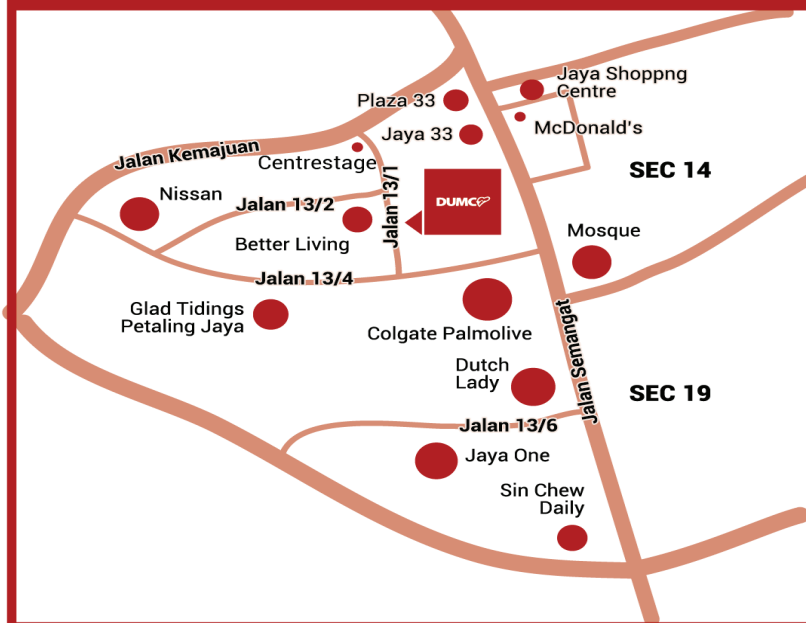 Jaya Shoppng
Centre
Plaza 33
McDonald's
Jaya 33
Jalan Kemajuan
Centrestage
SEC 14
Nissan
Jalan 13/1
Jalan 13/2
DUMC
Better Living
Mosque
Jalan 13/4
Glad Tidings
Petaling Jaya
Colgate Palmolive
Jalan Semangat
Dutch
Lady
SEC 19
Jalan 13/6
Jaya One
Sin Chew
Daily